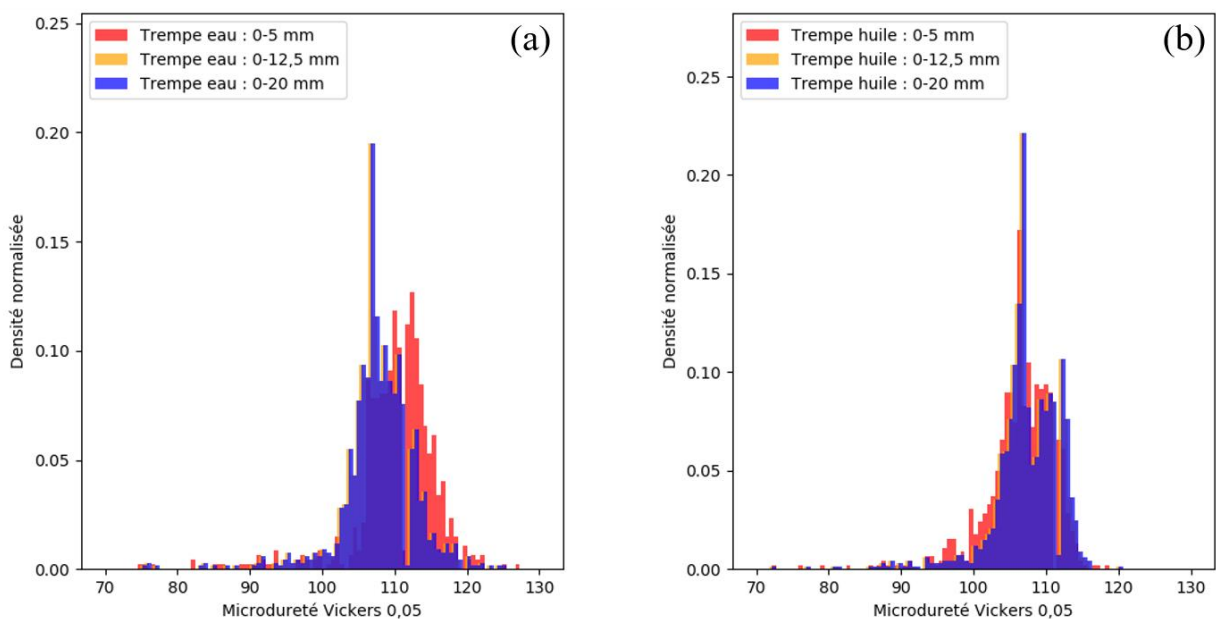 (a)
Trempe eau : 0-5 mm
Trempe eau : 0-12,5 mm
Trempe eau : 0-20 mm
0.25
0.20
0.15
0.10
0.05
0.00
Densité normalisée
70 80 90 100 110 120 130
Microdureté Vickers 0,05
(b)
Trempe huile : 0-5 mm
Trempe huile : 0-12,5 mm
Trempe huile : 0-20 mm
0.25
0.20
0.15
0.10
0.05
0.00
Densité normalisée
70 80 90 100 110 120 130
Microdureté Vickers 0,05